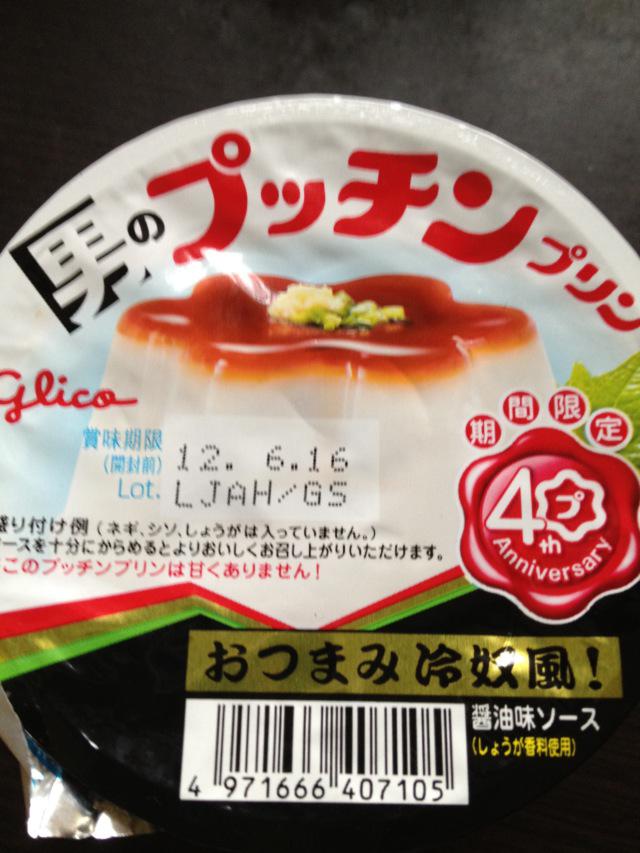 男のプッチンプリン
Glico
賞味期限
(開封前)
12. 6.16
Lot. LJAH/GS
期間限定
40プ
th
Anniversary
盛り付け例 (ネギ、シソ、しょうがは入っていません。)
ソースを十分にからめるとよりおいしくお召し上がりいただけます。
このプッチンプリンは甘くありません!
おつまみ冷奴風!
醤油味ソース
(しょうが香料使用)
4 971666 407105